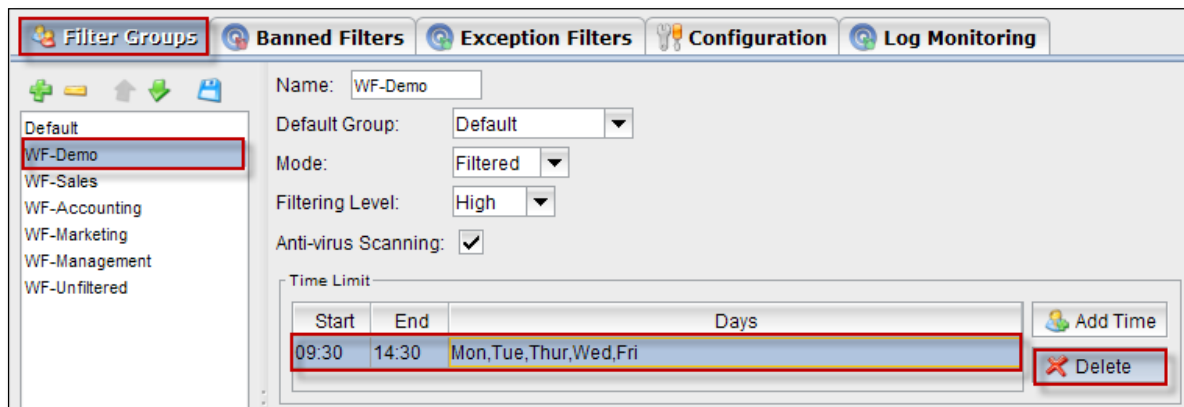 Filter Groups Banned Filters Exception Filters Configuration Log Monitoring
Default
WF-Demo
WF-Sales
WF-Accounting
WF-Marketing
WF-Management
WF-Unfiltered
Name: WF-Demo
Default Group: Default
Mode: Filtered
Filtering Level: High
Anti-virus Scanning:
Time Limit
Start End Days
09:30 14:30 Mon,Tue,Thur,Wed,Fri
Add Time
Delete